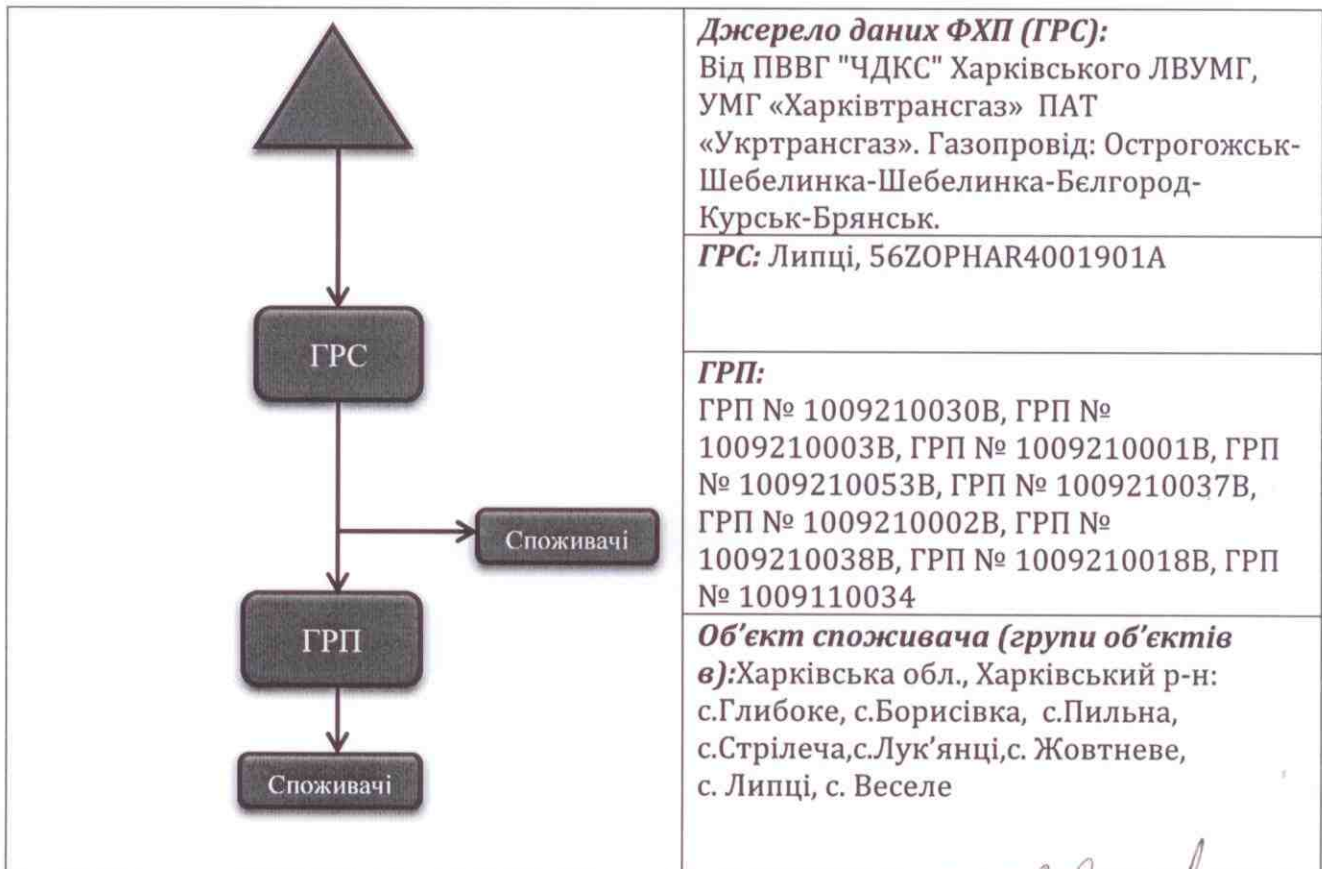 ГРС
Споживачі
ГРП
Споживачі
Джерело даних ФХП (ГРС):
Від ПВВГ "ЧДКС" Харківського ЛВУМГ,
УМГ «Харківтрансгаз» ПАТ
«Укртрансгаз». Газопровід: Острогожськ-
Шебелинка-Шебелинка-Бєлгород-
Курськ-Брянськ.
ГРС: Липці, 56ZOPHAR4001901A
ГРП:
ГРП № 1009210030В, ГРП №
1009210003В, ГРП № 1009210001В, ГРП
№ 1009210053В, ГРП № 1009210037В,
ГРП № 1009210002В, ГРП №
1009210038В, ГРП № 1009210018В, ГРП
№ 1009110034
Об’єкт споживача (групи об’єктів
в):Харківська обл., Харківський р-н:
с.Глибоке, с.Борисівка, с.Пильна,
с.Стрілеча,с.Лук’янці,с. Жовтневе,
с. Липці, с. Веселе